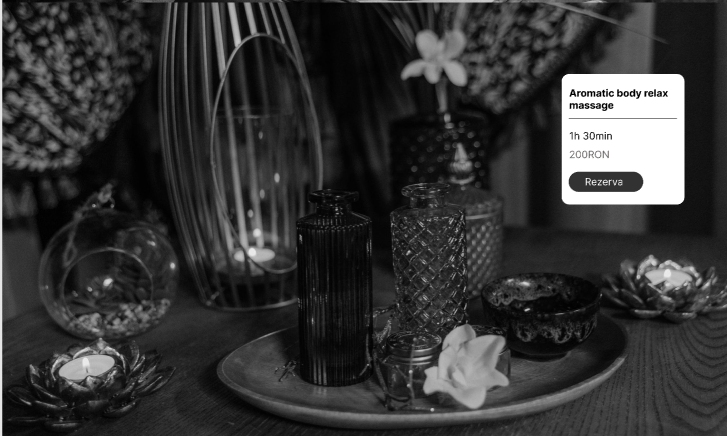 Aromatic body relax
massage
1h 30min
200RON
Rezerva